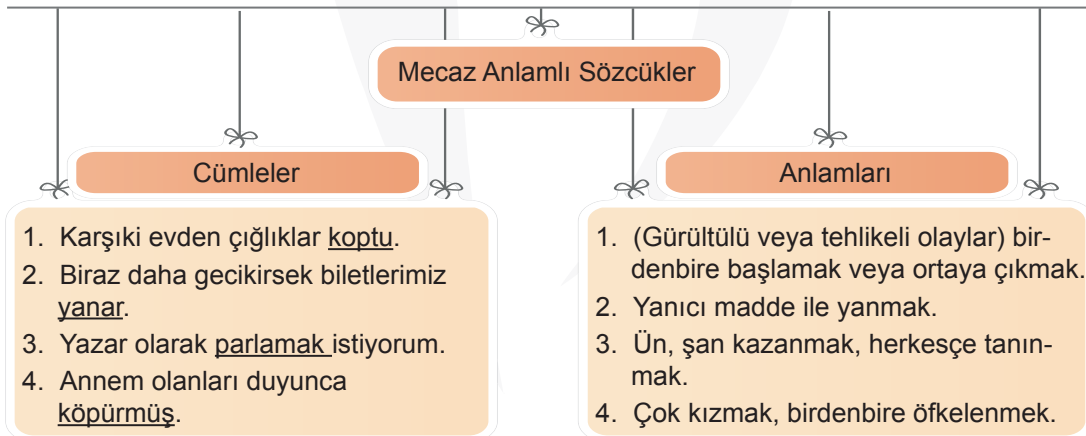 Mecaz Anlamlı Sözcükler
Cümleler
1. Karşıki evden çığlıklar koptu.
2. Biraz daha gecikirsek biletlerimiz
yanar.
3. Yazar olarak parlamak istiyorum.
4. Annem olanları duyunca
köpürmüş.
Anlamları
1. (Gürültülü veya tehlikeli olaylar) bir-
denbire başlamak veya ortaya çıkmak.
2. Yanıcı madde ile yanmak.
3. Ün, şan kazanmak, herkesçe tanın-
mak.
4. Çok kızmak, birdenbire öfkelenmek.